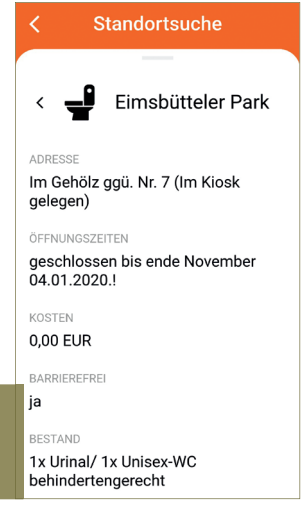 Standortsuche
Eimsbütteler Park
ADRESSE
Im Gehölz ggü. Nr. 7 (Im Kiosk
gelegen)
ÖFFNUNGSZEITEN
geschlossen bis ende November
04.01.2020.!
KOSTEN
0,00 EUR
BARRIEREFREI
ja
BESTAND
1x Urinal/ 1x Unisex-WC
behindertengerecht